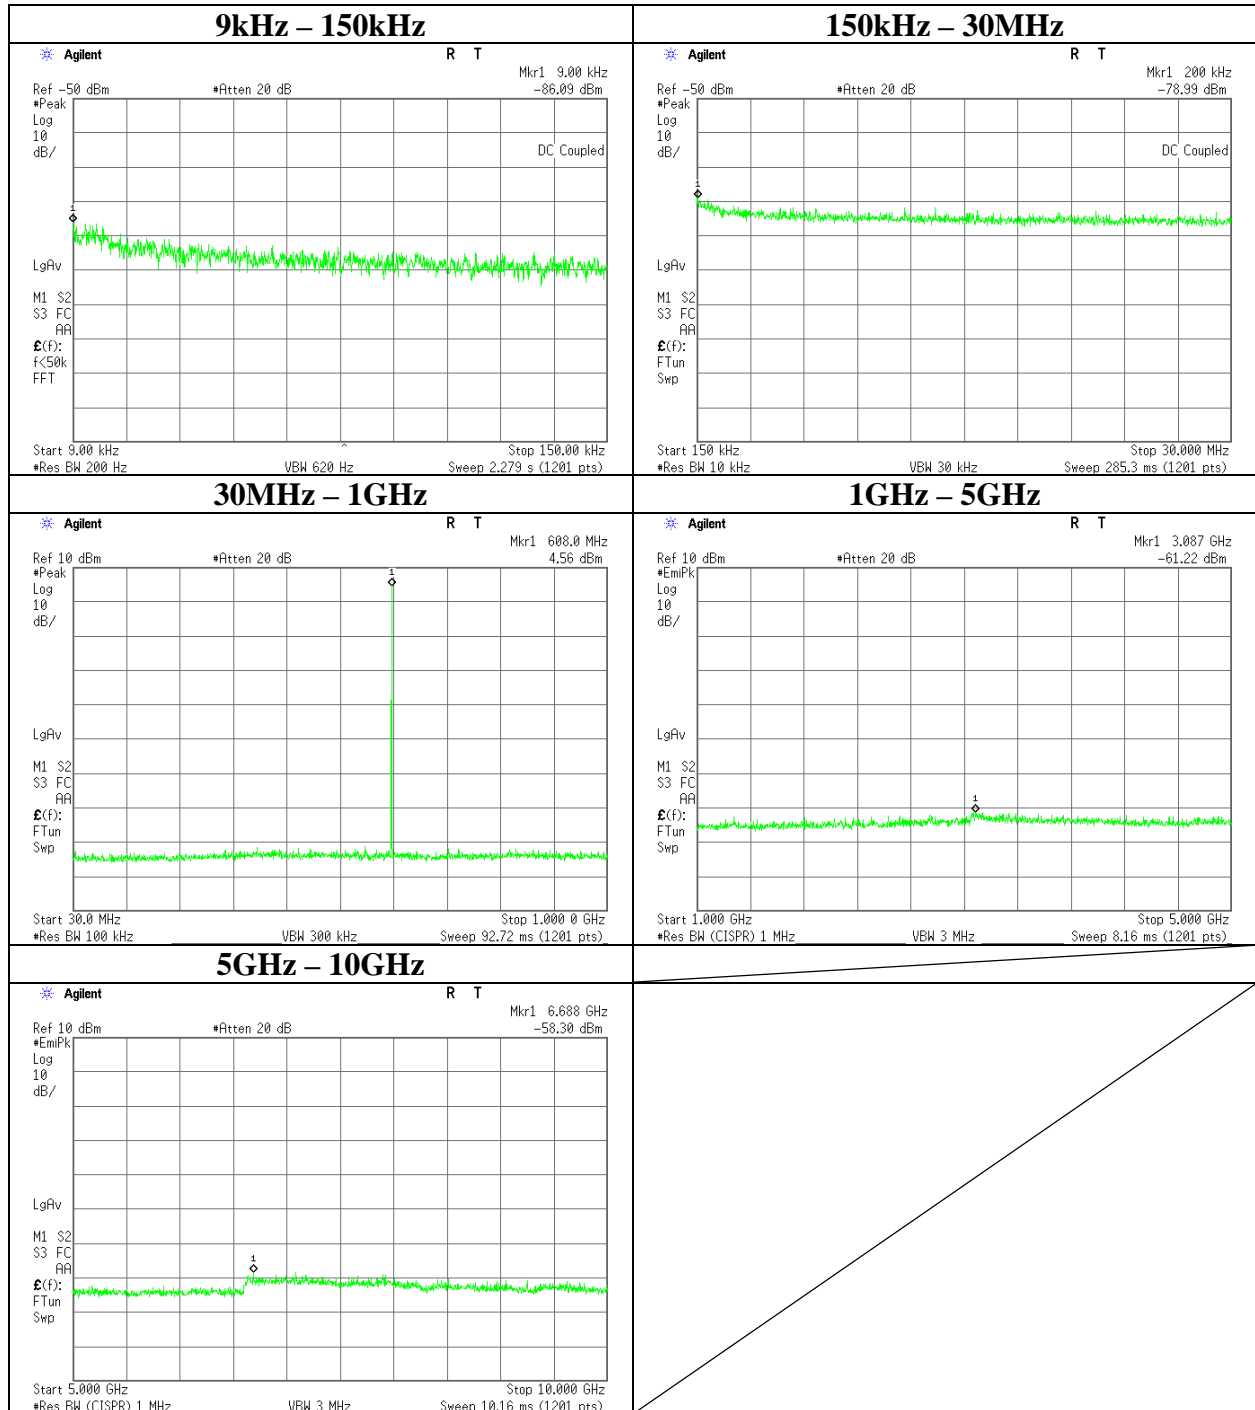 9kHz – 150kHz
Agilent R T
Mkr1 9.00 kHz
Ref -50 dBm #Atten 20 dB -86.09 dBm
#Peak
Log
10
dB/
DC Coupled
1
LgAv
M1 S2
S3 FC
AA
£(f):
f<50k
FFT
Start 9.00 kHz ^ Stop 150.00 kHz
#Res BW 200 Hz VBW 620 Hz Sweep 2.279 s (1201 pts)
150kHz – 30MHz
Agilent R T
Mkr1 200 kHz
Ref -50 dBm #Atten 20 dB -78.99 dBm
#Peak
Log
10
dB/
DC Coupled
1
LgAv
M1 S2
S3 FC
AA
£(f):
FTun
Swp
Start 150 kHz Stop 30.000 MHz
#Res BW 10 kHz VBW 30 kHz Sweep 285.3 ms (1201 pts)
30MHz – 1GHz
Agilent R T
Mkr1 608.0 MHz
Ref 10 dBm #Atten 20 dB 4.56 dBm
#Peak
Log
10
dB/
1
LgAv
M1 S2
S3 FC
AA
£(f):
FTun
Swp
Start 30.0 MHz Stop 1.000 0 GHz
#Res BW 100 kHz VBW 300 kHz Sweep 92.72 ms (1201 pts)
1GHz – 5GHz
Agilent R T
Mkr1 3.087 GHz
Ref 10 dBm #Atten 20 dB -61.22 dBm
#EmiPk
Log
10
dB/
1
LgAv
M1 S2
S3 FC
AA
£(f):
FTun
Swp
Start 1.000 GHz Stop 5.000 GHz
#Res BW (CISPR) 1 MHz VBW 3 MHz Sweep 8.16 ms (1201 pts)
5GHz – 10GHz
Agilent R T
Mkr1 6.688 GHz
Ref 10 dBm #Atten 20 dB -58.30 dBm
#EmiPk
Log
10
dB/
1
LgAv
M1 S2
S3 FC
AA
£(f):
FTun
Swp
Start 5.000 GHz Stop 10.000 GHz
#Res BW (CISPR) 1 MHz VBW 3 MHz Sweep 10.16 ms (1201 pts)